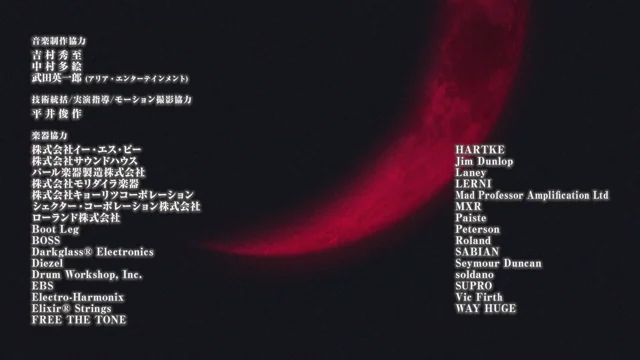 音楽制作協力
吉村秀至
中村多絵
武田英一郎 (アリア・エンターテインメント)
技術統括/実演指導/モーション撮影協力
平井俊作
楽器協力
株式会社イー・エス・ピー
株式会社サウンドハウス
パール楽器製造株式会社
株式会社モリダイラ楽器
株式会社キョーリツコーポレーション
シェクター・コーポレーション株式会社
ローランド株式会社
Boot Leg
BOSS
Darkglass® Electronics
Diezel
Drum Workshop, Inc.
EBS
Electro-Harmonix
Elixir® Strings
FREE THE TONE
HARTKE
Jim Dunlop
Laney
LERNI
Mad Professor Amplification Ltd
MXR
Paiste
Peterson
Roland
SABIAN
Seymour Duncan
soldano
SUPRO
Vic Firth
WAY HUGE